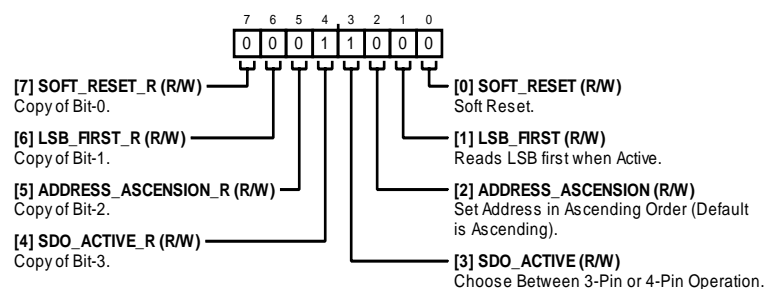 7 6 5 4 3 2 1 0
0 0 0 1 1 0 0 0
[7] SOFT_RESET_R (R/W)
Copy of Bit-0.
[6] LSB_FIRST_R (R/W)
Copy of Bit-1.
[5] ADDRESS_ASCENSION_R (R/W)
Copy of Bit-2.
[4] SDO_ACTIVE_R (R/W)
Copy of Bit-3.
[0] SOFT_RESET (R/W)
Soft Reset.
[1] LSB_FIRST (R/W)
Reads LSB first when Active.
[2] ADDRESS_ASCENSION (R/W)
Set Address in Ascending Order (Default
is Ascending).
[3] SDO_ACTIVE (R/W)
Choose Between 3-Pin or 4-Pin Operation.